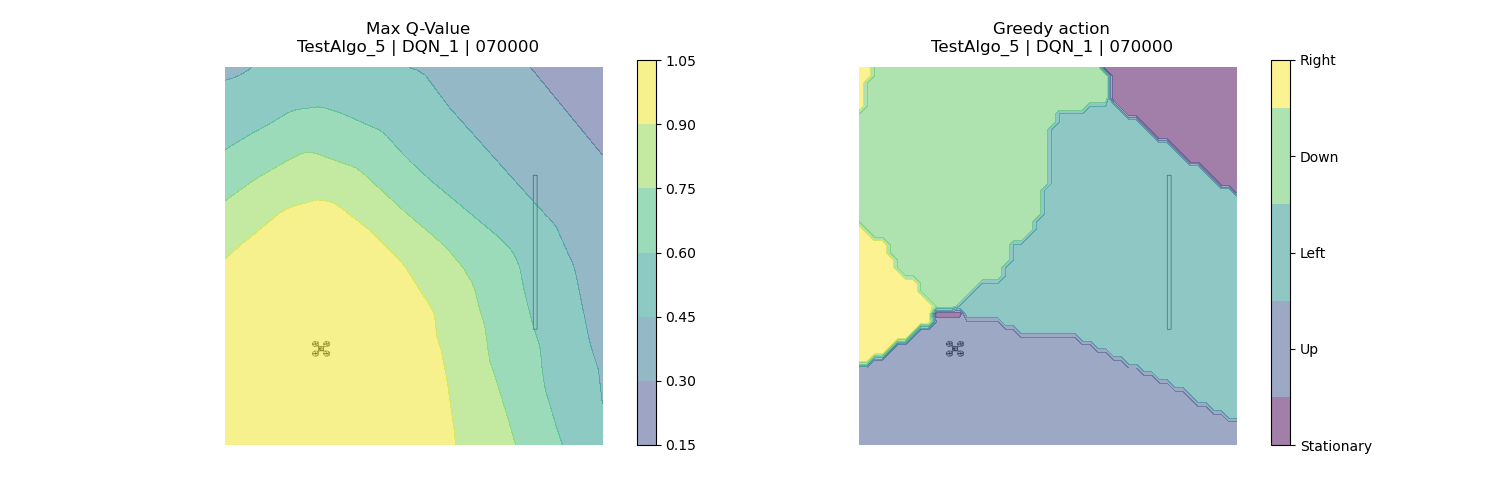 Max Q-Value
TestAlgo_5 | DQN_1 | 070000
1.05
0.90
0.75
0.60
0.45
0.30
0.15
Greedy action
TestAlgo_5 | DQN_1 | 070000
Right
Down
Left
Up
Stationary